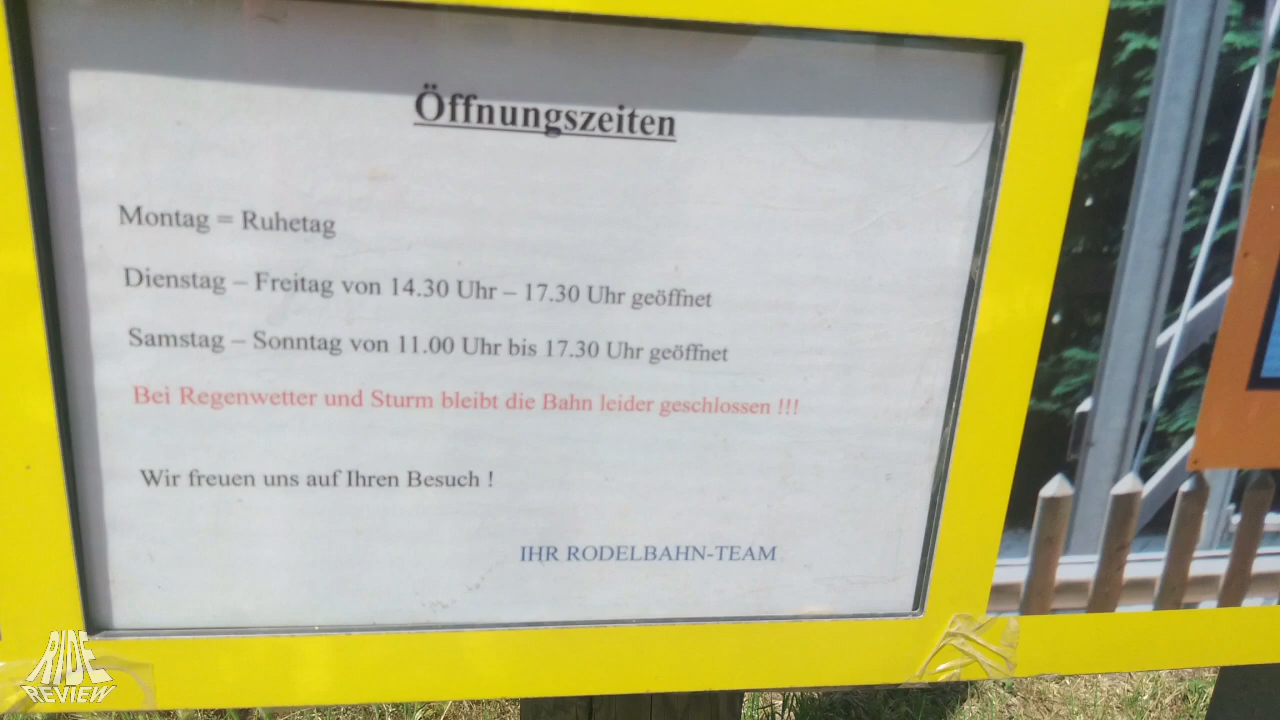 Öffnungszeiten
Montag = Ruhetag
Dienstag – Freitag von 14.30 Uhr – 17.30 Uhr geöffnet
Samstag – Sonntag von 11.00 Uhr bis 17.30 Uhr geöffnet
Bei Regenwetter und Sturm bleibt die Bahn leider geschlossen !!!
Wir freuen uns auf Ihren Besuch !
IHR RODELBAHN-TEAM
RIDE
REVIEW